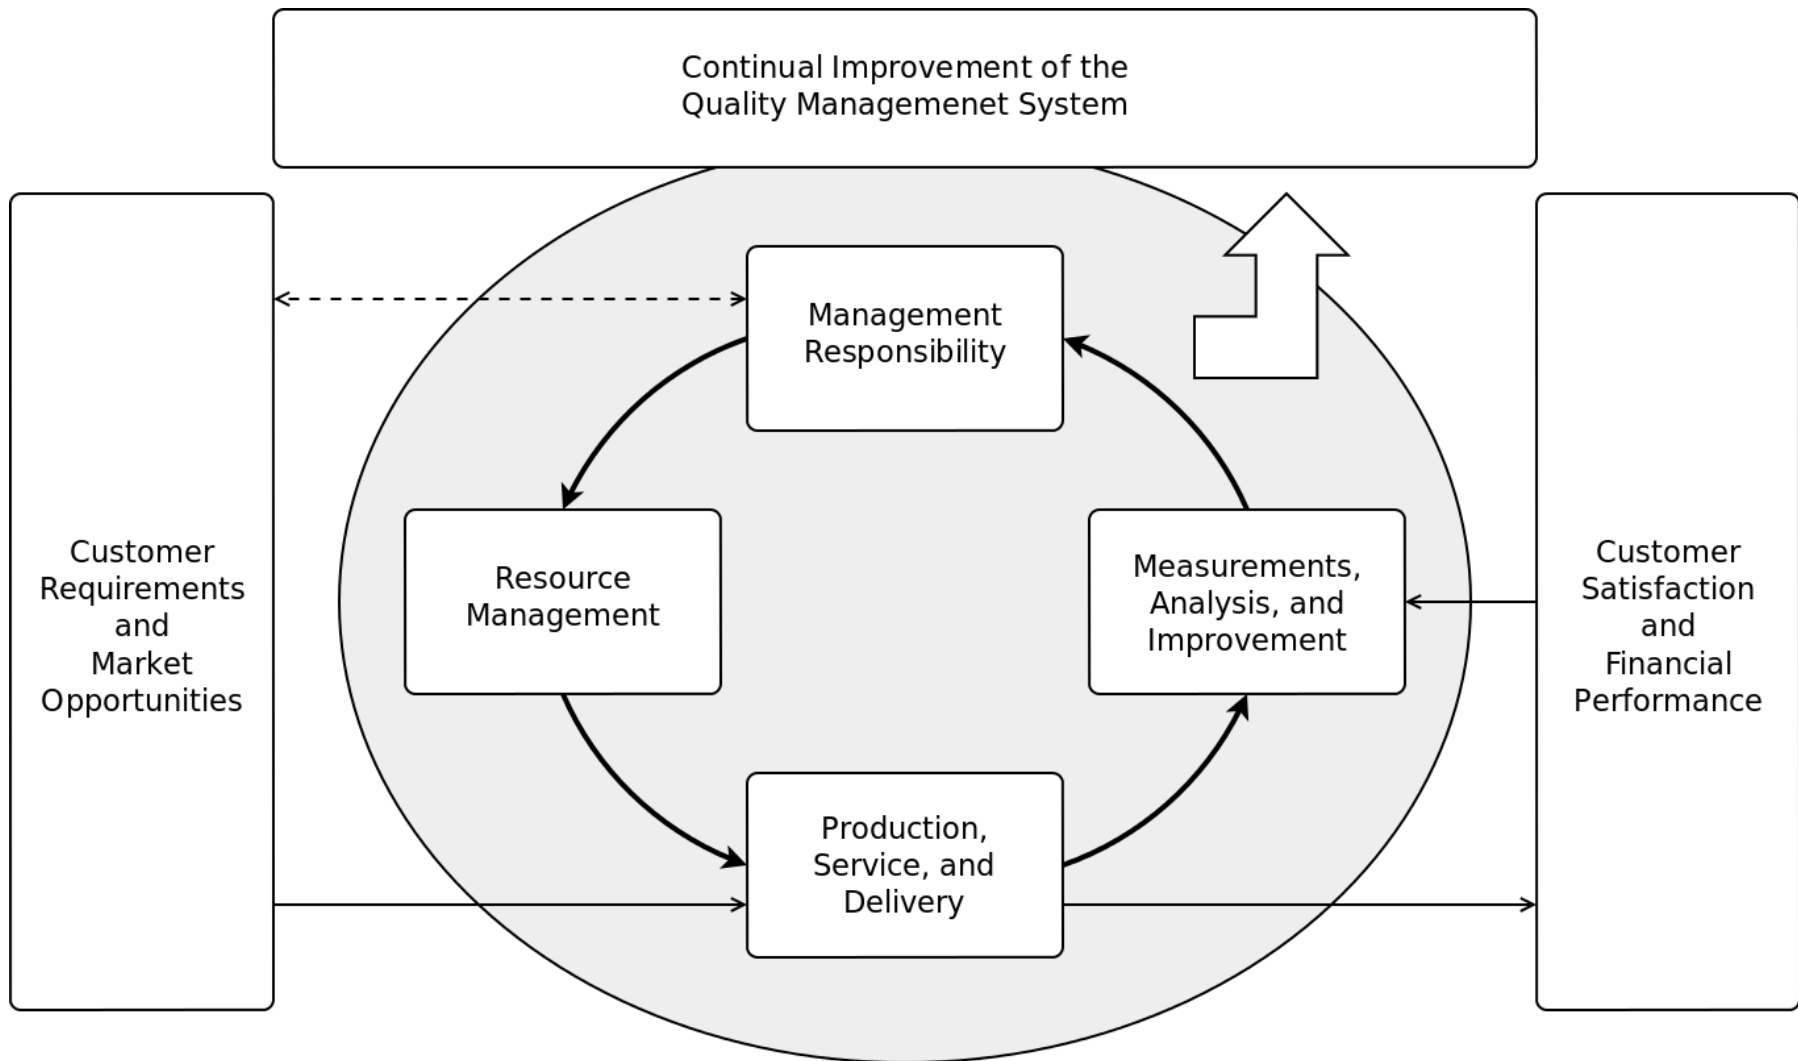 Continual Improvement of the
Quality Managemenet System
Management
Responsibility
Customer
Requirements
and
Market
Opportunities
Resource
Management
Measurements,
Analysis, and
Improvement
Customer
Satisfaction
and
Financial
Performance
Production,
Service, and
Delivery